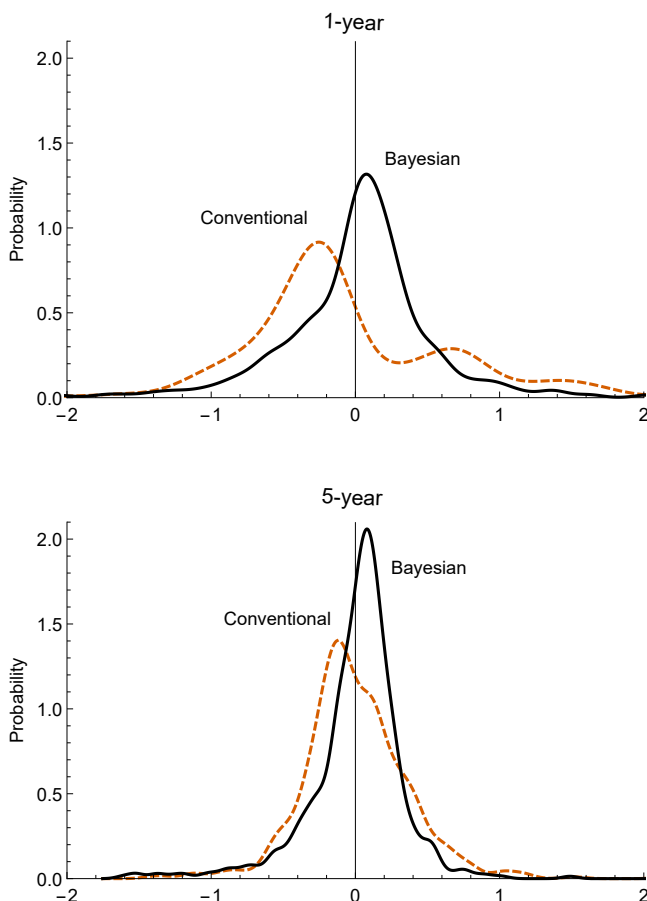 1-year
2.0
Bayesian
1.5
Conventional
1.0
0.5
0.0
Probability
−2 −1 0 1 2
5-year
2.0
Bayesian
Conventional
1.5
1.0
0.5
0.0
Probability
−2 −1 0 1 2